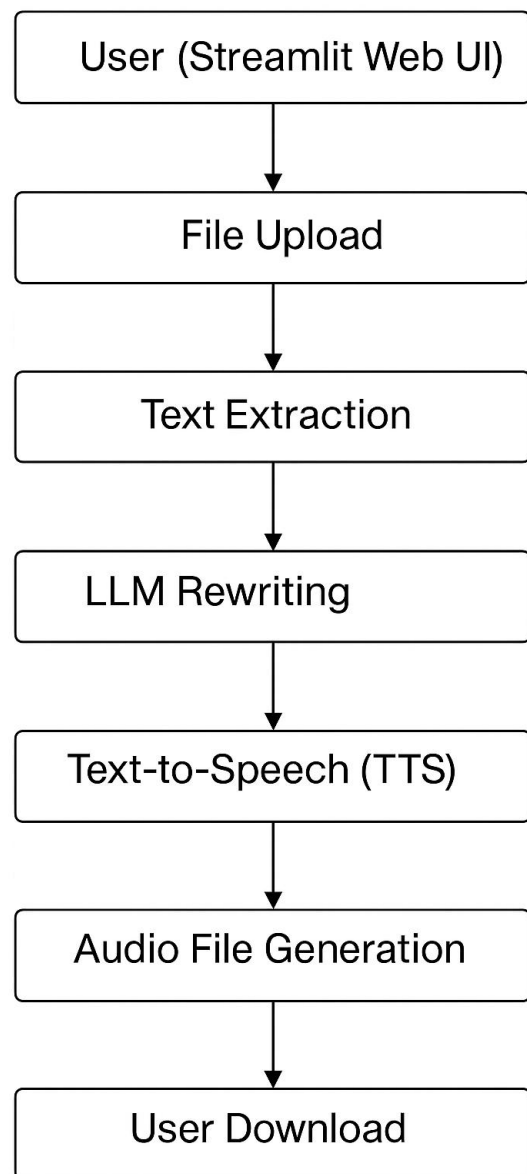 User (Streamlit Web UI)
File Upload
Text Extraction
LLM Rewriting
Text-to-Speech (TTS)
Audio File Generation
User Download